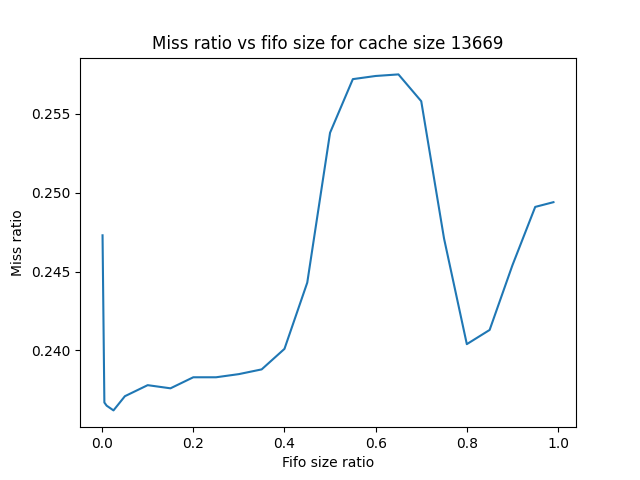 Miss ratio vs fifo size for cache size 13669
0.255
0.250
0.245
0.240
Miss ratio
0.0 0.2 0.4 0.6 0.8 1.0
Fifo size ratio